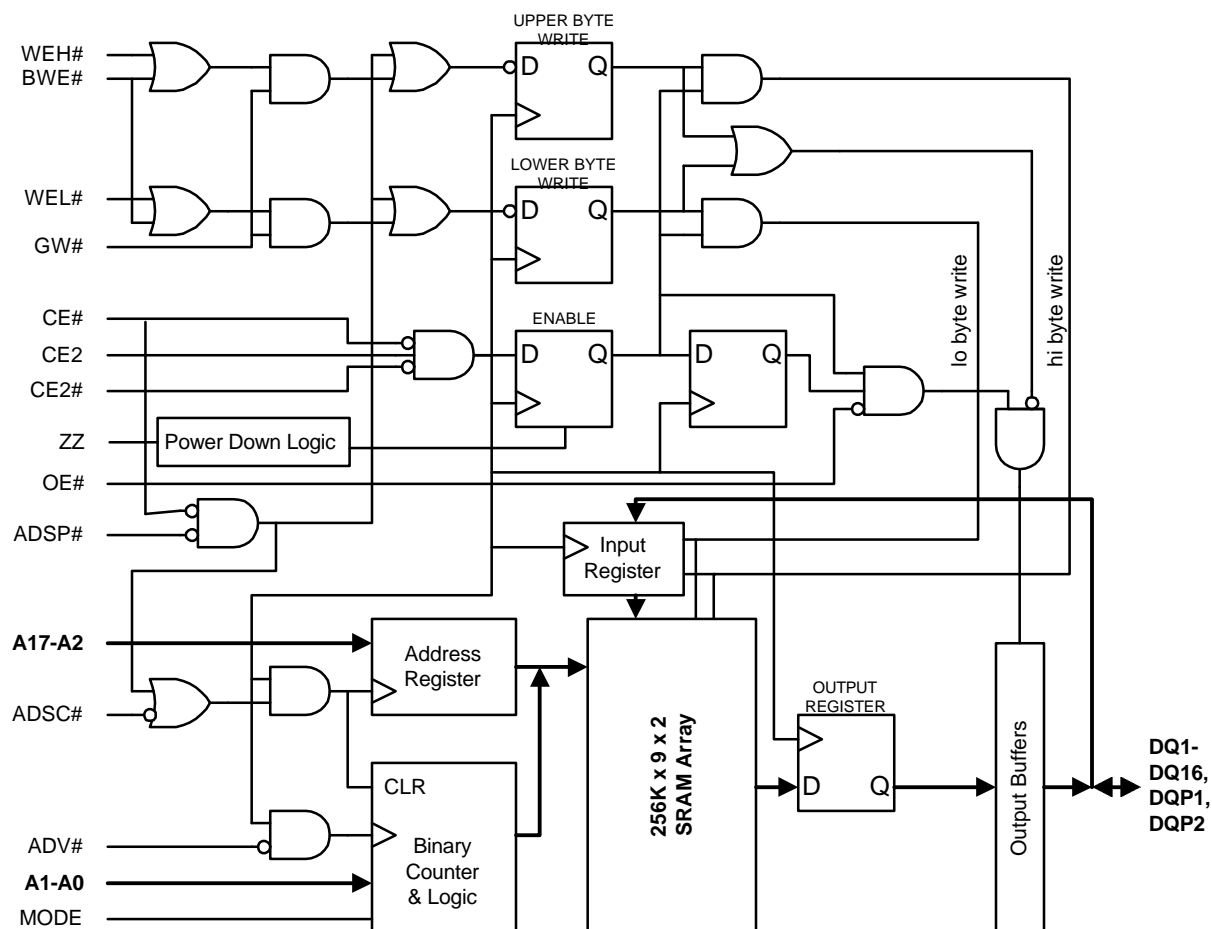 UPPER BYTE
WRITE
WEH#
BWE#
D
Q
LOWER BYTE
WRITE
WEL#
GW#
D
Q
lo byte write
hi byte write
CE#
CE2
CE2#
ENABLE
D
Q
D
Q
ZZ
Power Down Logic
OE#
ADSP#
Input
Register
A17-A2
Address
Register
ADSC#
OUTPUT
REGISTER
D
Q
256K x 9 x 2
SRAM Array
Output Buffers
DQ1-
DQ16,
DQP1,
DQP2
CLR
Binary
Counter
& Logic
ADV#
A1-A0
MODE